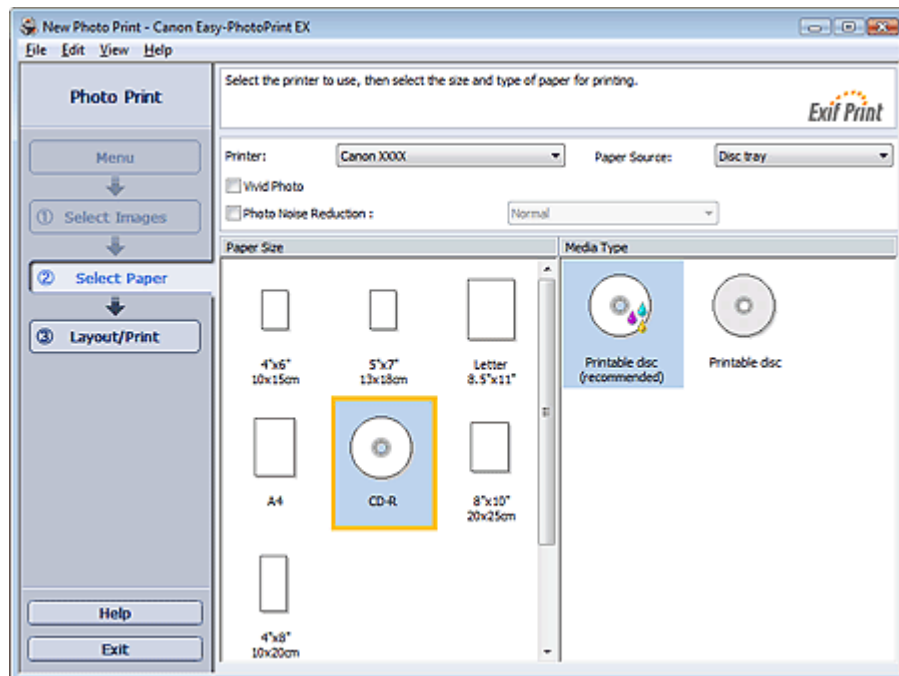 New Photo Print - Canon Easy-PhotoPrint EX
File Edit View Help
Photo Print
Select the printer to use, then select the size and type of paper for printing.
Exif Print
Menu
① Select Images
② Select Paper
③ Layout/Print
Help
Exit
Printer: Canon XXXX Paper Source: Disc tray
Vivid Photo
Photo Noise Reduction : Normal
Paper Size
4"x6"
10x15cm
5"x7"
13x18cm
Letter
8.5"x11"
A4
CD-R
8"x10"
20x25cm
4"x8"
10x20cm
Media Type
Printable disc
(recommended)
Printable disc